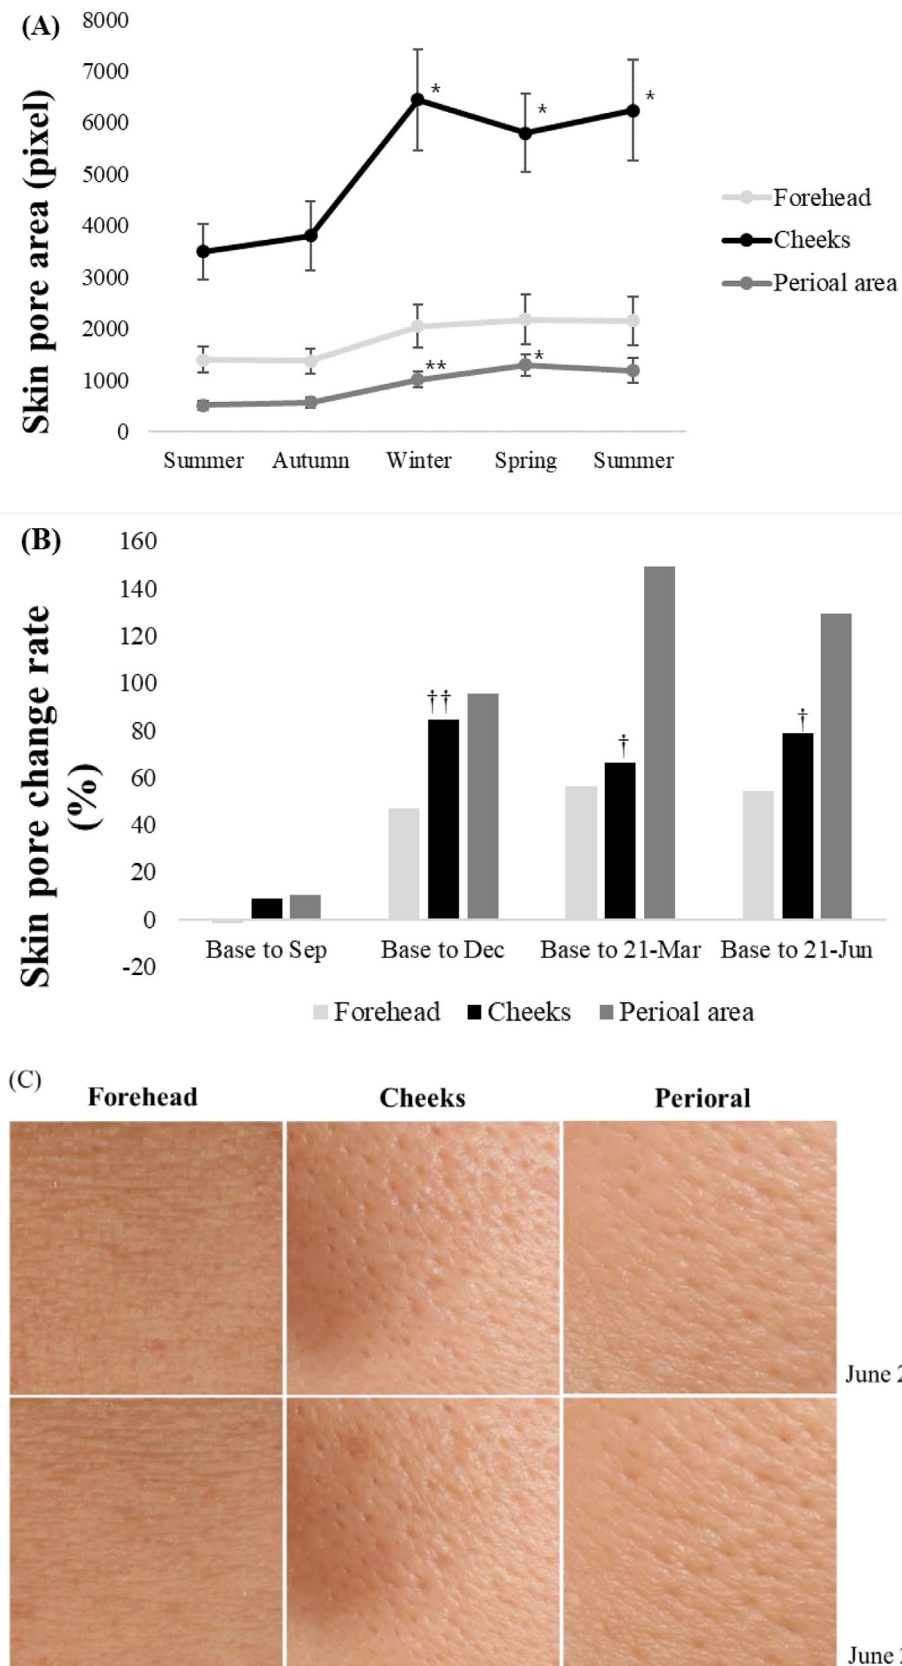 (A)
Skin pore area (pixel)
8000
7000
6000
5000
4000
3000
2000
1000
0
*
*
*
**
*
Summer Autumn Winter Spring Summer
Forehead
Cheeks
Perioal area
(B)
Skin pore change rate
(%)
160
140
120
100
80
60
40
20
0
-20
††
†
†
Base to Sep Base to Dec Base to 21-Mar Base to 21-Jun
Forehead Cheeks Perioal area
(C)
Forehead Cheeks Perioral
June
June